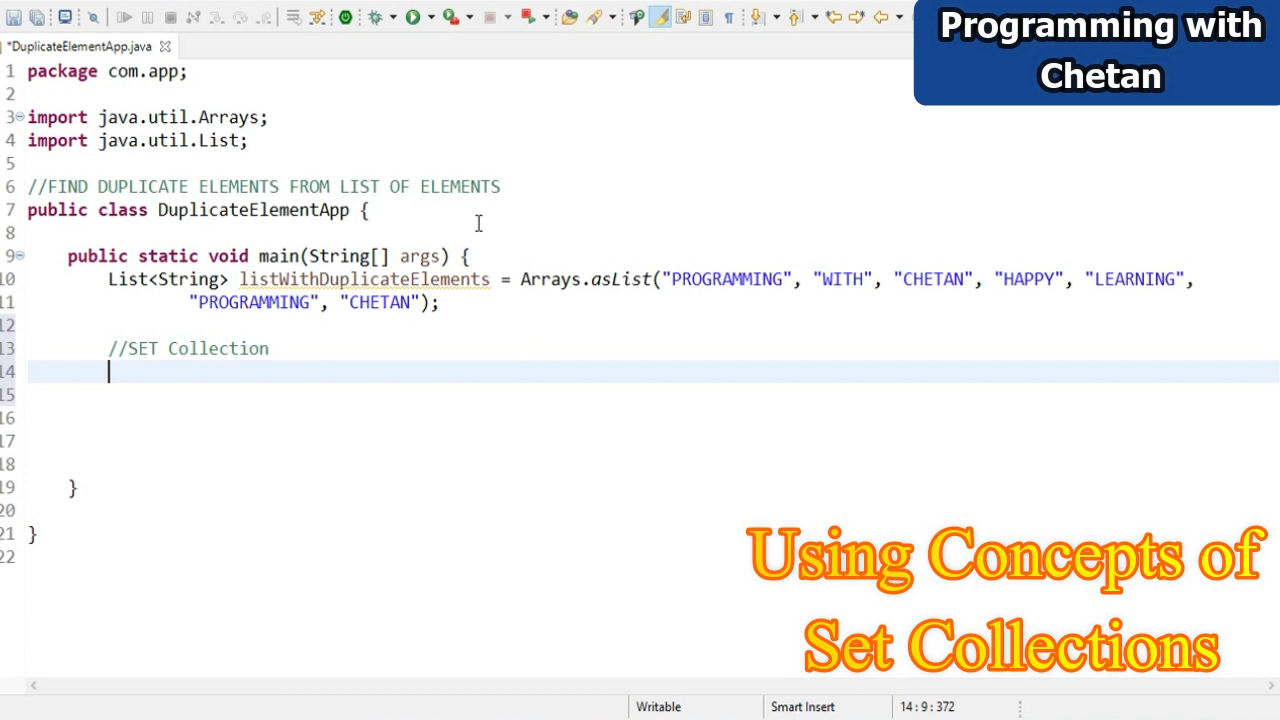 Programming with
Chetan
*DuplicateElementApp.java
1 package com.app;
2
3 import java.util.Arrays;
4 import java.util.List;
5
6 //FIND DUPLICATE ELEMENTS FROM LIST OF ELEMENTS
7 public class DuplicateElementApp {
8
9 public static void main(String[] args) {
10 List<String> listWithDuplicateElements = Arrays.asList("PROGRAMMING", "WITH", "CHETAN", "HAPPY", "LEARNING",
11 "PROGRAMMING", "CHETAN");
12
13 //SET Collection
14
15
16
17
18
19 }
20
21 }
22
Using Concepts of
Set Collections
Writable Smart Insert 14 : 9 : 372